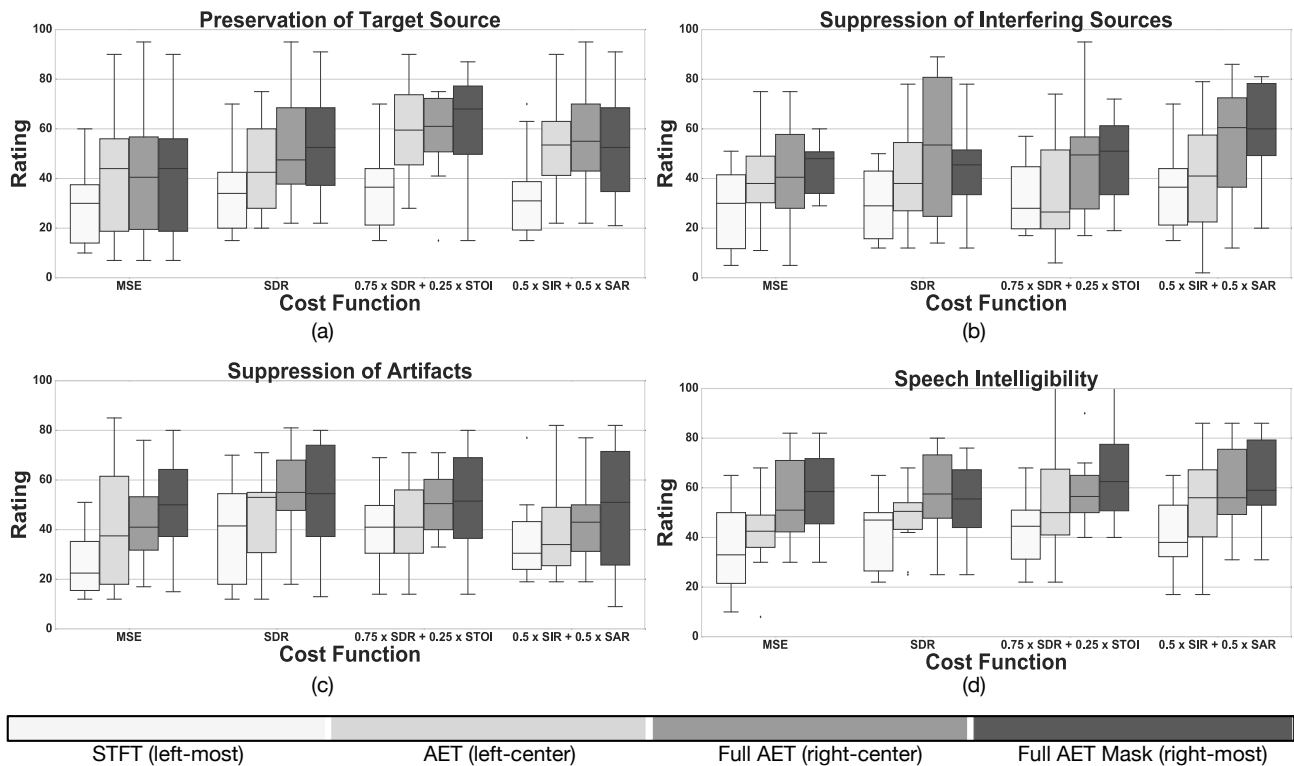 Preservation of Target Source
100
80
60
40
20
0
Rating
MSE
SDR
0.75 x SDR + 0.25 x STOI
0.5 x SIR + 0.5 x SAR
Cost Function
(a)
Suppression of Interfering Sources
100
80
60
40
20
0
Rating
MSE
SDR
0.75 x SDR + 0.25 x STOI
0.5 x SIR + 0.5 x SAR
Cost Function
(b)
Suppression of Artifacts
100
80
60
40
20
0
Rating
MSE
SDR
0.75 x SDR + 0.25 x STOI
0.5 x SIR + 0.5 x SAR
Cost Function
(c)
Speech Intelligibility
100
80
60
40
20
0
Rating
MSE
SDR
0.75 x SDR + 0.25 x STOI
0.5 x SIR + 0.5 x SAR
Cost Function
(d)
STFT (left-most)
AET (left-center)
Full AET (right-center)
Full AET Mask (right-most)